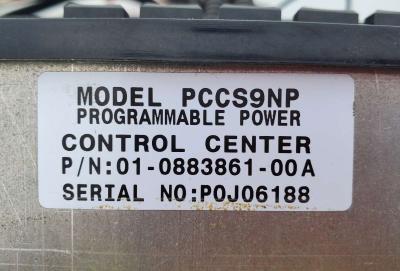 MODEL PCCS9NP
PROGRAMMABLE POWER
CONTROL CENTER
P/N:01-0883861-00A
SERIAL NO:P0J06188